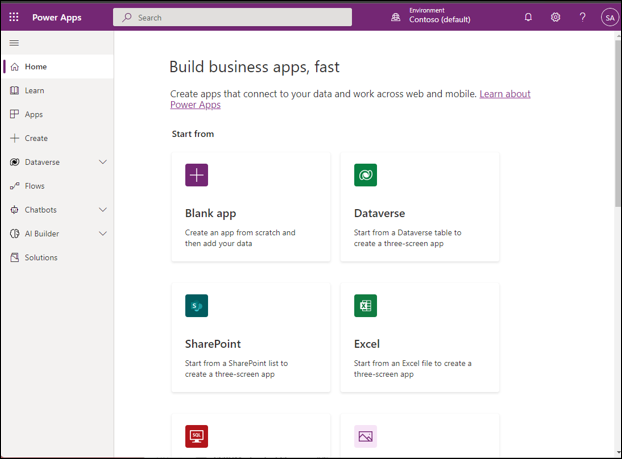 Power Apps
Search
Environment
Contoso (default)
?
SA
Home
Learn
Apps
Create
Dataverse
Flows
Chatbots
AI Builder
Solutions
Build business apps, fast
Create apps that connect to your data and work across web and mobile. Learn about
Power Apps
Start from
Blank app
Create an app from scratch and
then add your data
Dataverse
Start from a Dataverse table to
create a three-screen app
S
SharePoint
Start from a SharePoint list to
create a three-screen app
X
Excel
Start from an Excel file to create a
three-screen app
SQL